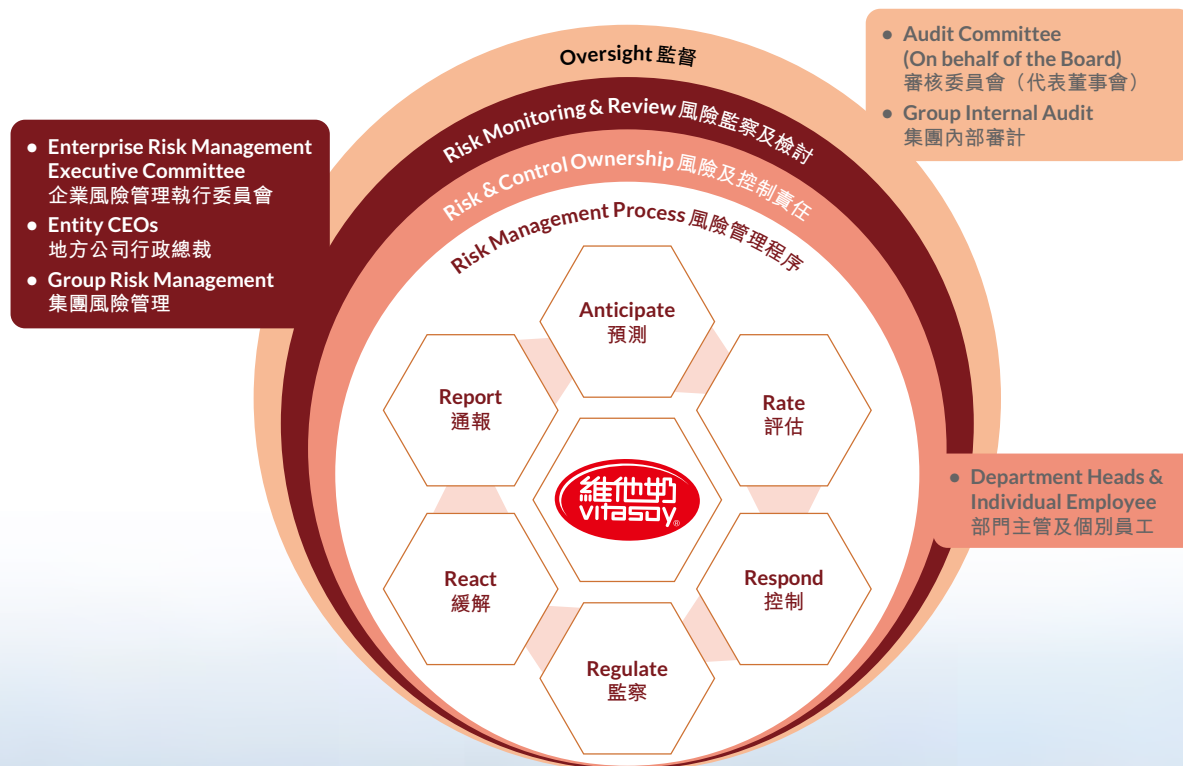 Oversight 監督
Risk Monitoring & Review 風險監察及檢討
Risk & Control Ownership 風險及控制責任
Risk Management Process 風險管理程序
● Audit Committee
(On behalf of the Board)
審核委員會（代表董事會）
● Group Internal Audit
集團內部審計
● Enterprise Risk Management
Executive Committee
企業風險管理執行委員會
● Entity CEOs
地方公司行政總裁
● Group Risk Management
集團風險管理
● Department Heads &
Individual Employee
部門主管及個別員工
Anticipate
預測
Rate
評估
Respond
控制
Regulate
監察
React
緩解
Report
通報
維他奶
vitasoy®